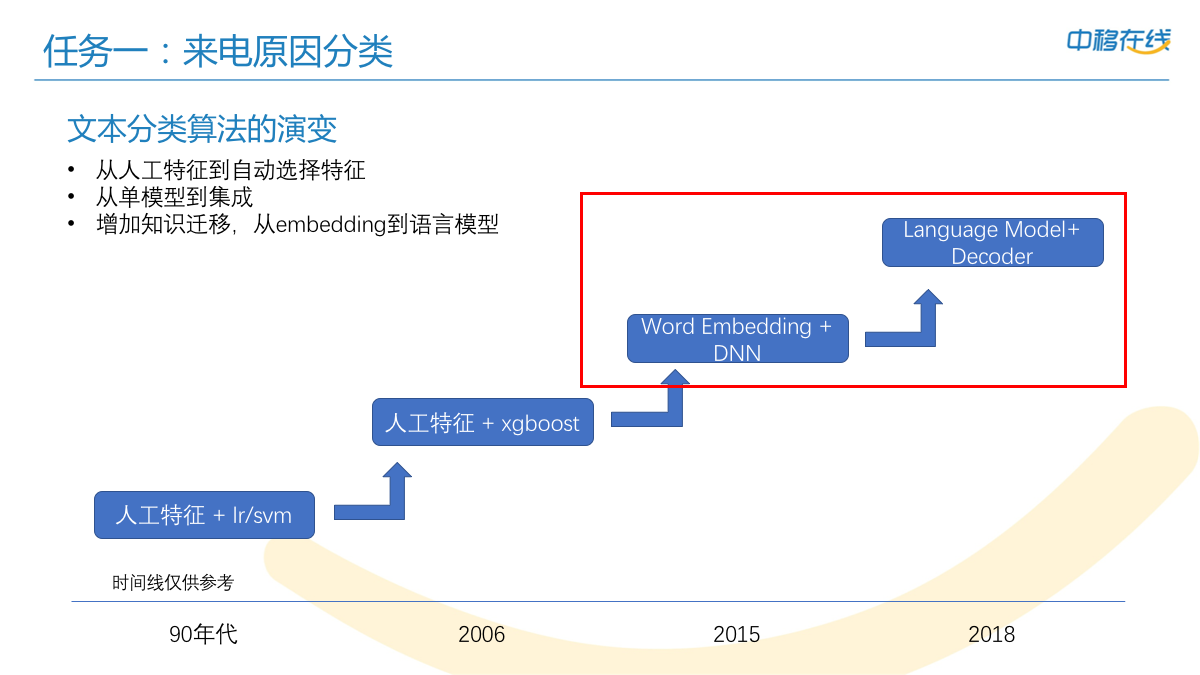 任务一：来电原因分类
中移在线
文本分类算法的演变
• 从人工特征到自动选择特征
• 从单模型到集成
• 增加知识迁移，从embedding到语言模型
Language Model+
Decoder
Word Embedding +
DNN
人工特征 + xgboost
人工特征 + lr/svm
时间线仅供参考
90年代
2006
2015
2018